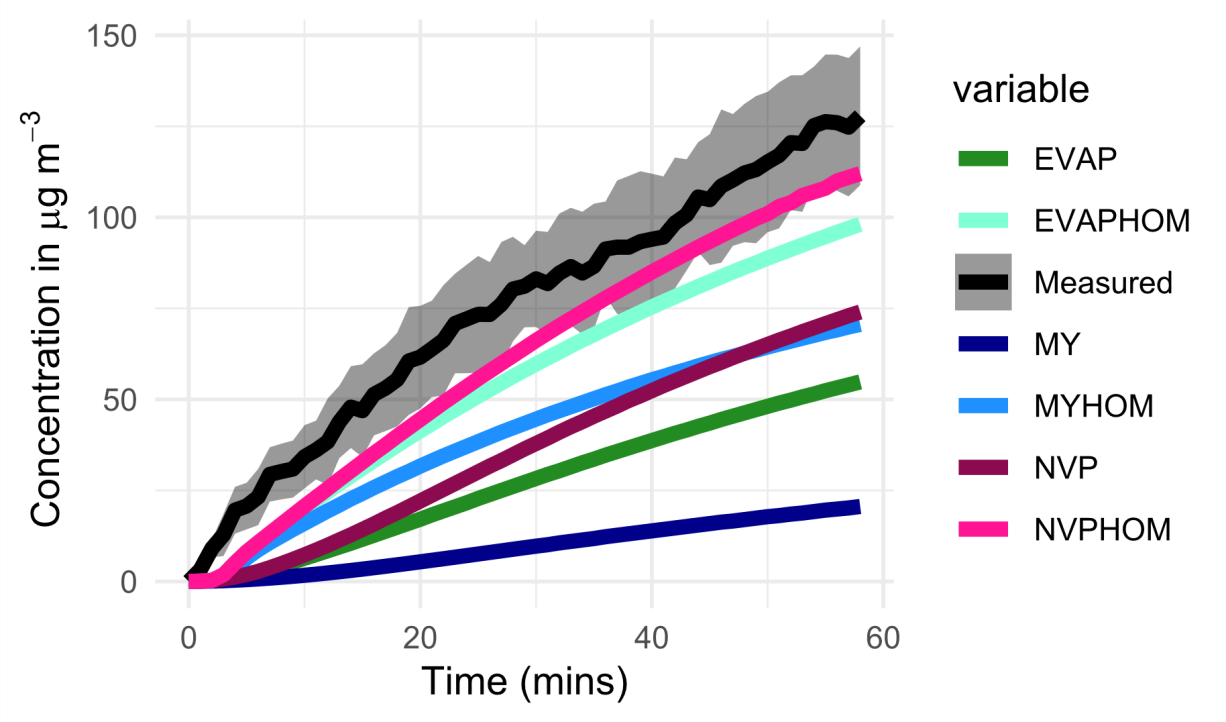 150
100
50
0
Concentration in μg m⁻³
0 20 40 60
Time (mins)
variable
EVAP
EVAPHOM
Measured
MY
MYHOM
NVP
NVPHOM